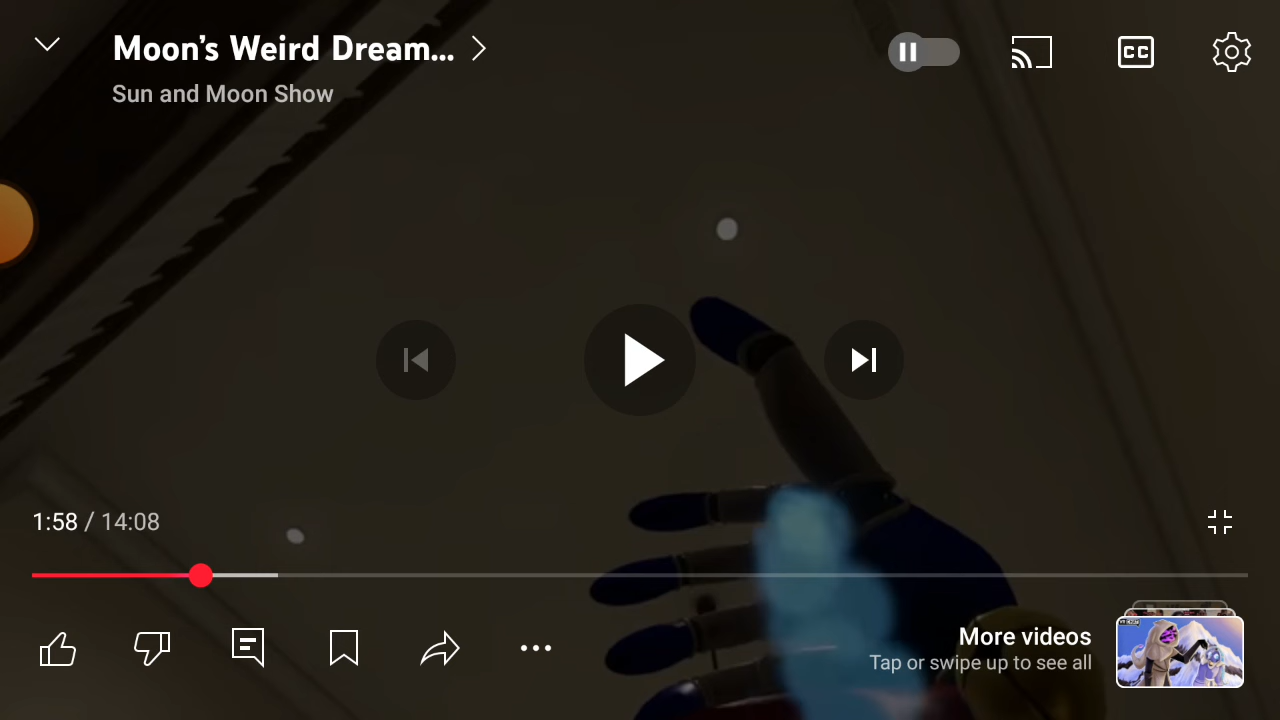 Moon's Weird Dream...
Sun and Moon Show
CC
1:58 / 14:08
More videos
Tap or swipe up to see all